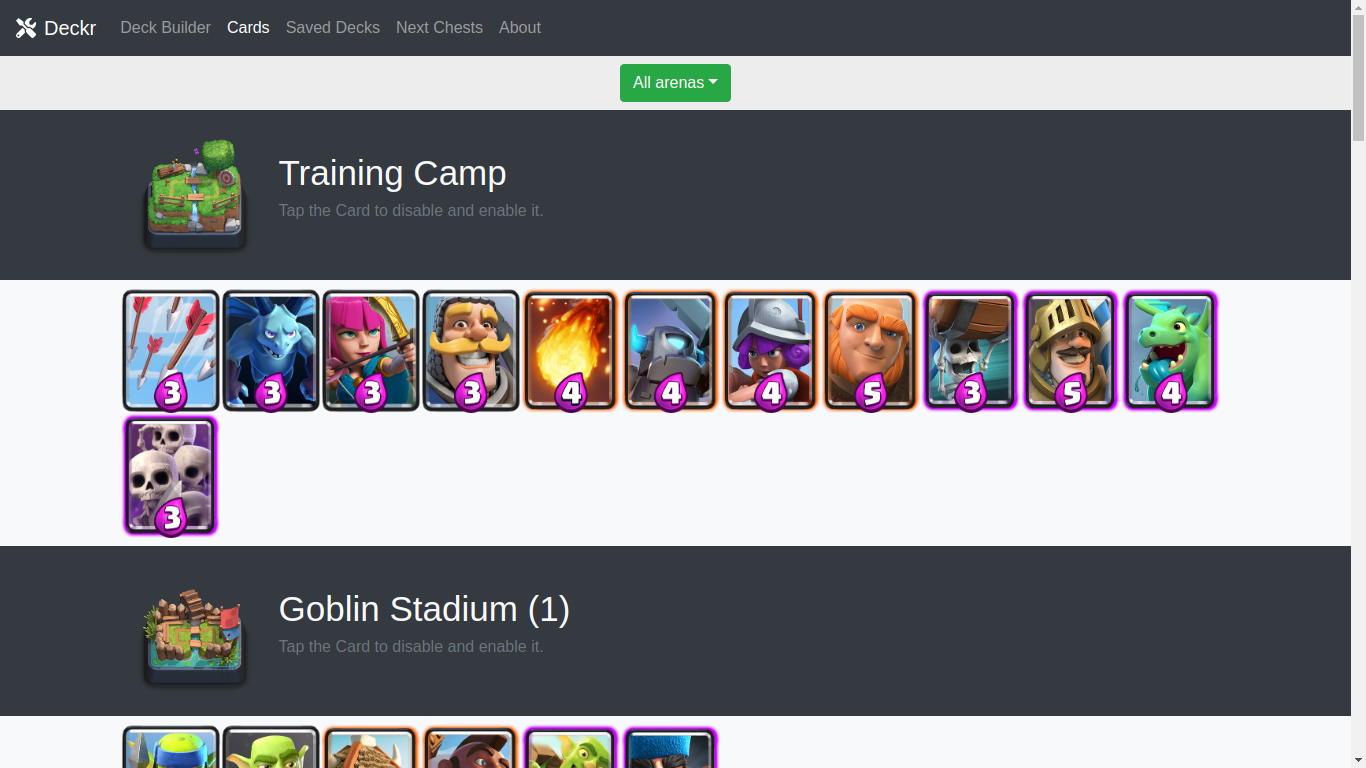 Deckr Deck Builder Cards Saved Decks Next Chests About
All arenas
Training Camp
Tap the Card to disable and enable it.
3 3 3 3 4 4 4 5 3 5 4
3
Goblin Stadium (1)
Tap the Card to disable and enable it.